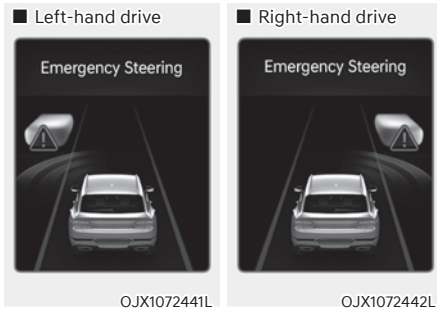 ■ Left-hand drive
Emergency Steering
OJX1072441L
■ Right-hand drive
Emergency Steering
OJX1072442L